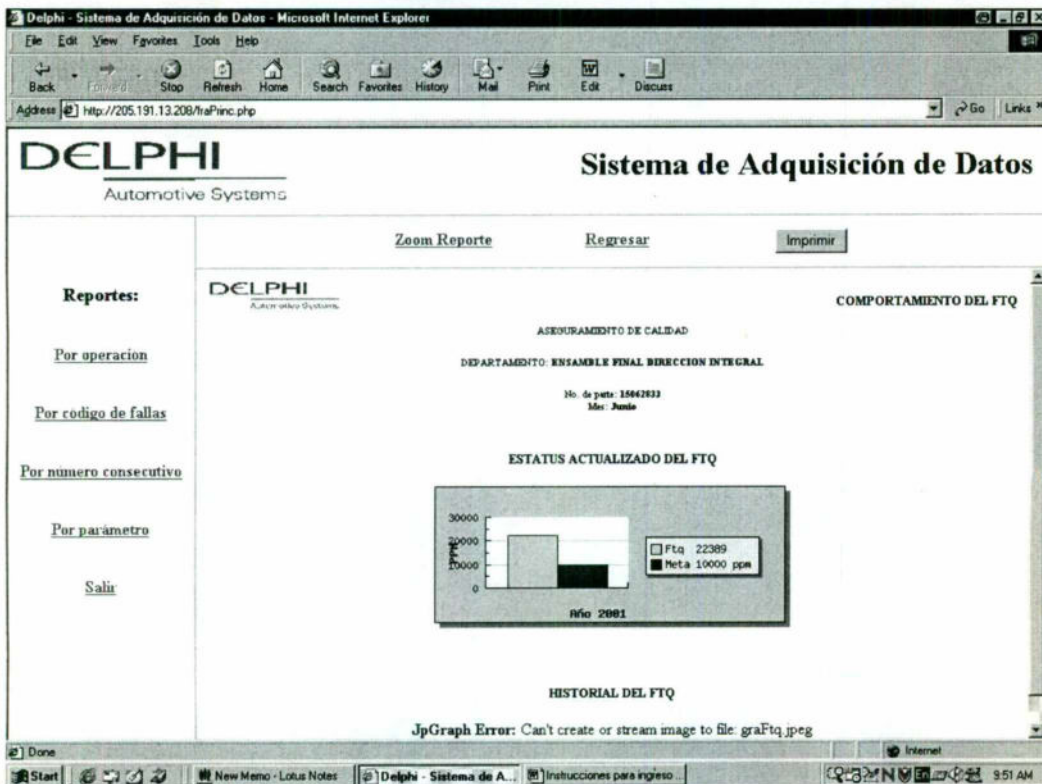 Delphi - Sistema de Adquisición de Datos - Microsoft Internet Explorer
File Edit View Favorites Tools Help
Back Forward Stop Refresh Home Search Favorites History Mail Print Edit Discuss
Address http://205.191.13.208/fraPrinc.php Go Links
DELPHI
Automotive Systems
Sistema de Adquisición de Datos
Zoom Reporte Regresar Imprimir
Reportes:
Por operacion
Por código de fallas
Por número consecutivo
Por parámetro
Salir
DELPHI
Automotive Systems
COMPORTAMIENTO DEL FTQ
ASEGURAMIENTO DE CALIDAD
DEPARTAMENTO: ENSAMBLE FINAL DIRECCION INTEGRAL
No. de parte: 15062833
Mes: Junio
ESTATUS ACTUALIZADO DEL FTQ
30000
20000
10000
0
PPM
Ftq 22389
Meta 10000 ppm
Año 2001
HISTORIAL DEL FTQ
JpGraph Error: Can't create or stream image to file: graFtq.jpeg
Done Internet
Start New Memo - Lotus Notes Delphi - Sistema de A... Instrucciones para ingreso... 9:51 AM